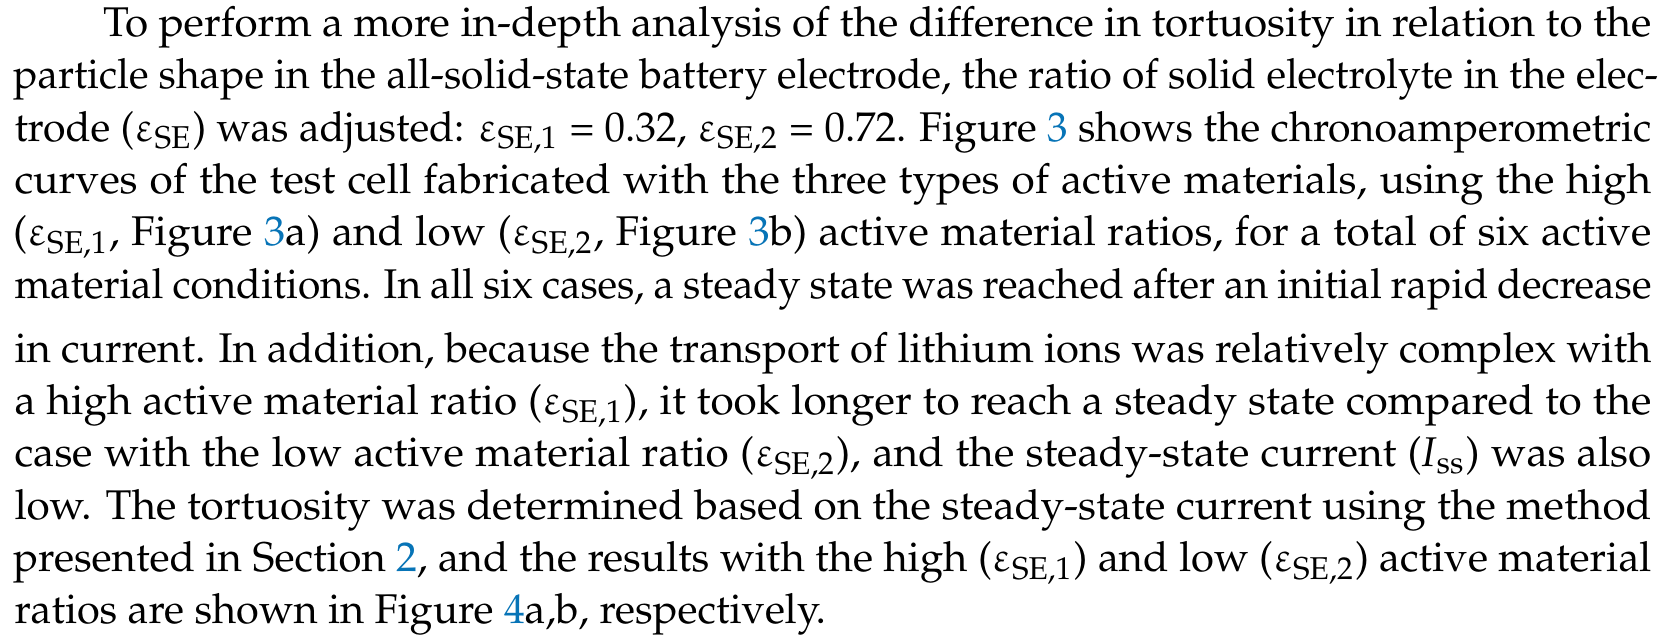 To perform a more in-depth analysis of the difference in tortuosity in relation to the
particle shape in the all-solid-state battery electrode, the ratio of solid electrolyte in the elec-
trode (εSE) was adjusted: εSE,1 = 0.32, εSE,2 = 0.72. Figure 3 shows the chronoamperometric
curves of the test cell fabricated with the three types of active materials, using the high
(εSE,1, Figure 3a) and low (εSE,2, Figure 3b) active material ratios, for a total of six active
material conditions. In all six cases, a steady state was reached after an initial rapid decrease
in current. In addition, because the transport of lithium ions was relatively complex with
a high active material ratio (εSE,1), it took longer to reach a steady state compared to the
case with the low active material ratio (εSE,2), and the steady-state current (Iss) was also
low. The tortuosity was determined based on the steady-state current using the method
presented in Section 2, and the results with the high (εSE,1) and low (εSE,2) active material
ratios are shown in Figure 4a,b, respectively.